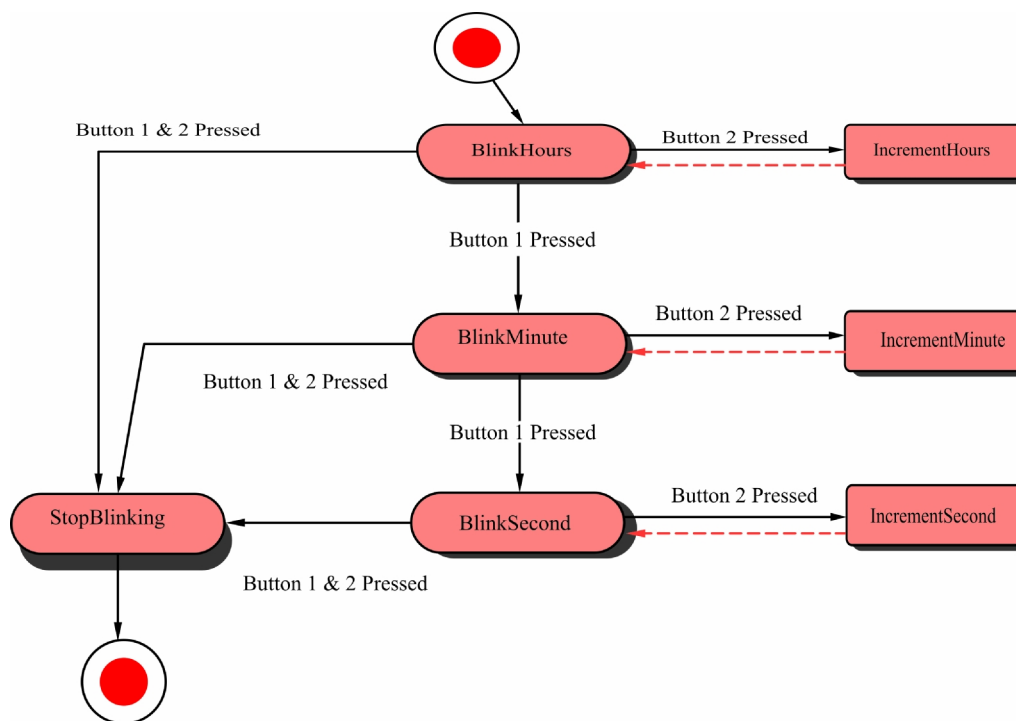 Button 1 & 2 Pressed
BlinkHours
Button 2 Pressed
IncrementHours
Button 1 Pressed
BlinkMinute
Button 2 Pressed
IncrementMinute
Button 1 & 2 Pressed
Button 1 Pressed
StopBlinking
BlinkSecond
Button 2 Pressed
IncrementSecond
Button 1 & 2 Pressed